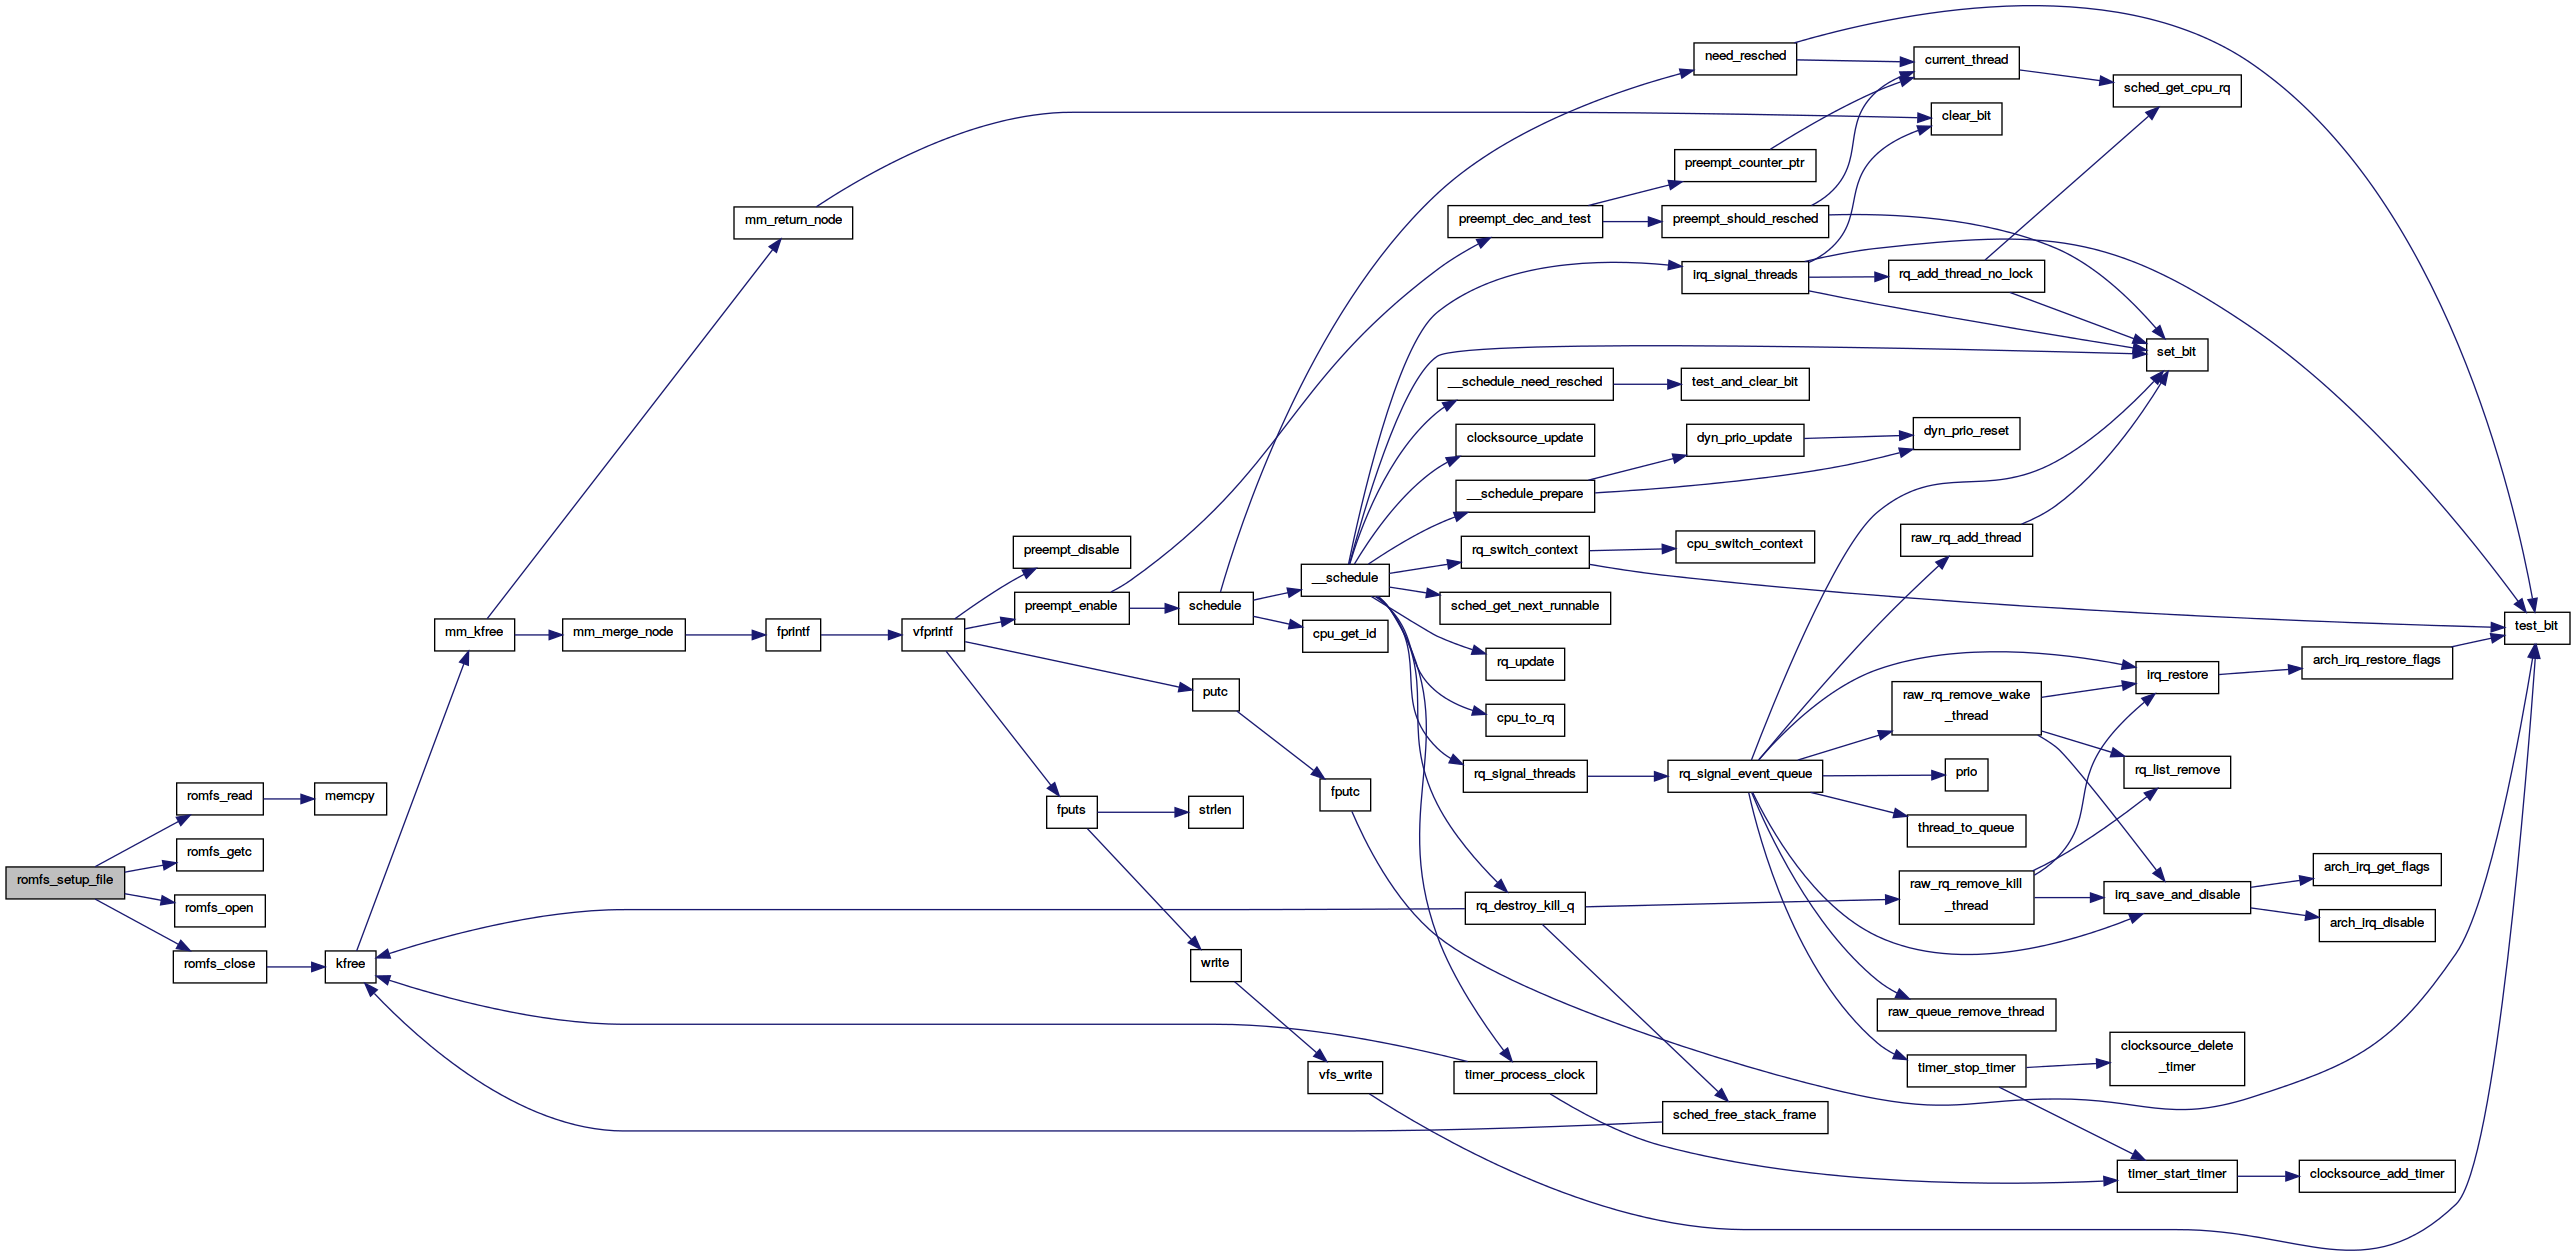 need_resched
current_thread
sched_get_cpu_rq
clear_bit
preempt_counter_ptr
mm_return_node
preempt_dec_and_test
preempt_should_resched
irq_signal_threads
rq_add_thread_no_lock
set_bit
__schedule_need_resched
test_and_clear_bit
clocksource_update
dyn_prio_update
dyn_prio_reset
__schedule_prepare
preempt_disable
rq_switch_context
cpu_switch_context
raw_rq_add_thread
__schedule
preempt_enable
schedule
sched_get_next_runnable
test_bit
mm_kfree
mm_merge_node
fprintf
vfprintf
cpu_get_id
rq_update
arch_irq_restore_flags
irq_restore
putc
raw_rq_remove_wake
_thread
cpu_to_rq
rq_signal_threads
rq_signal_event_queue
prio
rq_list_remove
romfs_read
memcpy
fputc
fputs
strlen
thread_to_queue
romfs_getc
romfs_setup_file
arch_irq_get_flags
raw_rq_remove_kill
_thread
irq_save_and_disable
romfs_open
rq_destroy_kill_q
arch_irq_disable
romfs_close
kfree
write
raw_queue_remove_thread
clocksource_delete
_timer
vfs_write
timer_process_clock
timer_stop_timer
sched_free_stack_frame
timer_start_timer
clocksource_add_timer